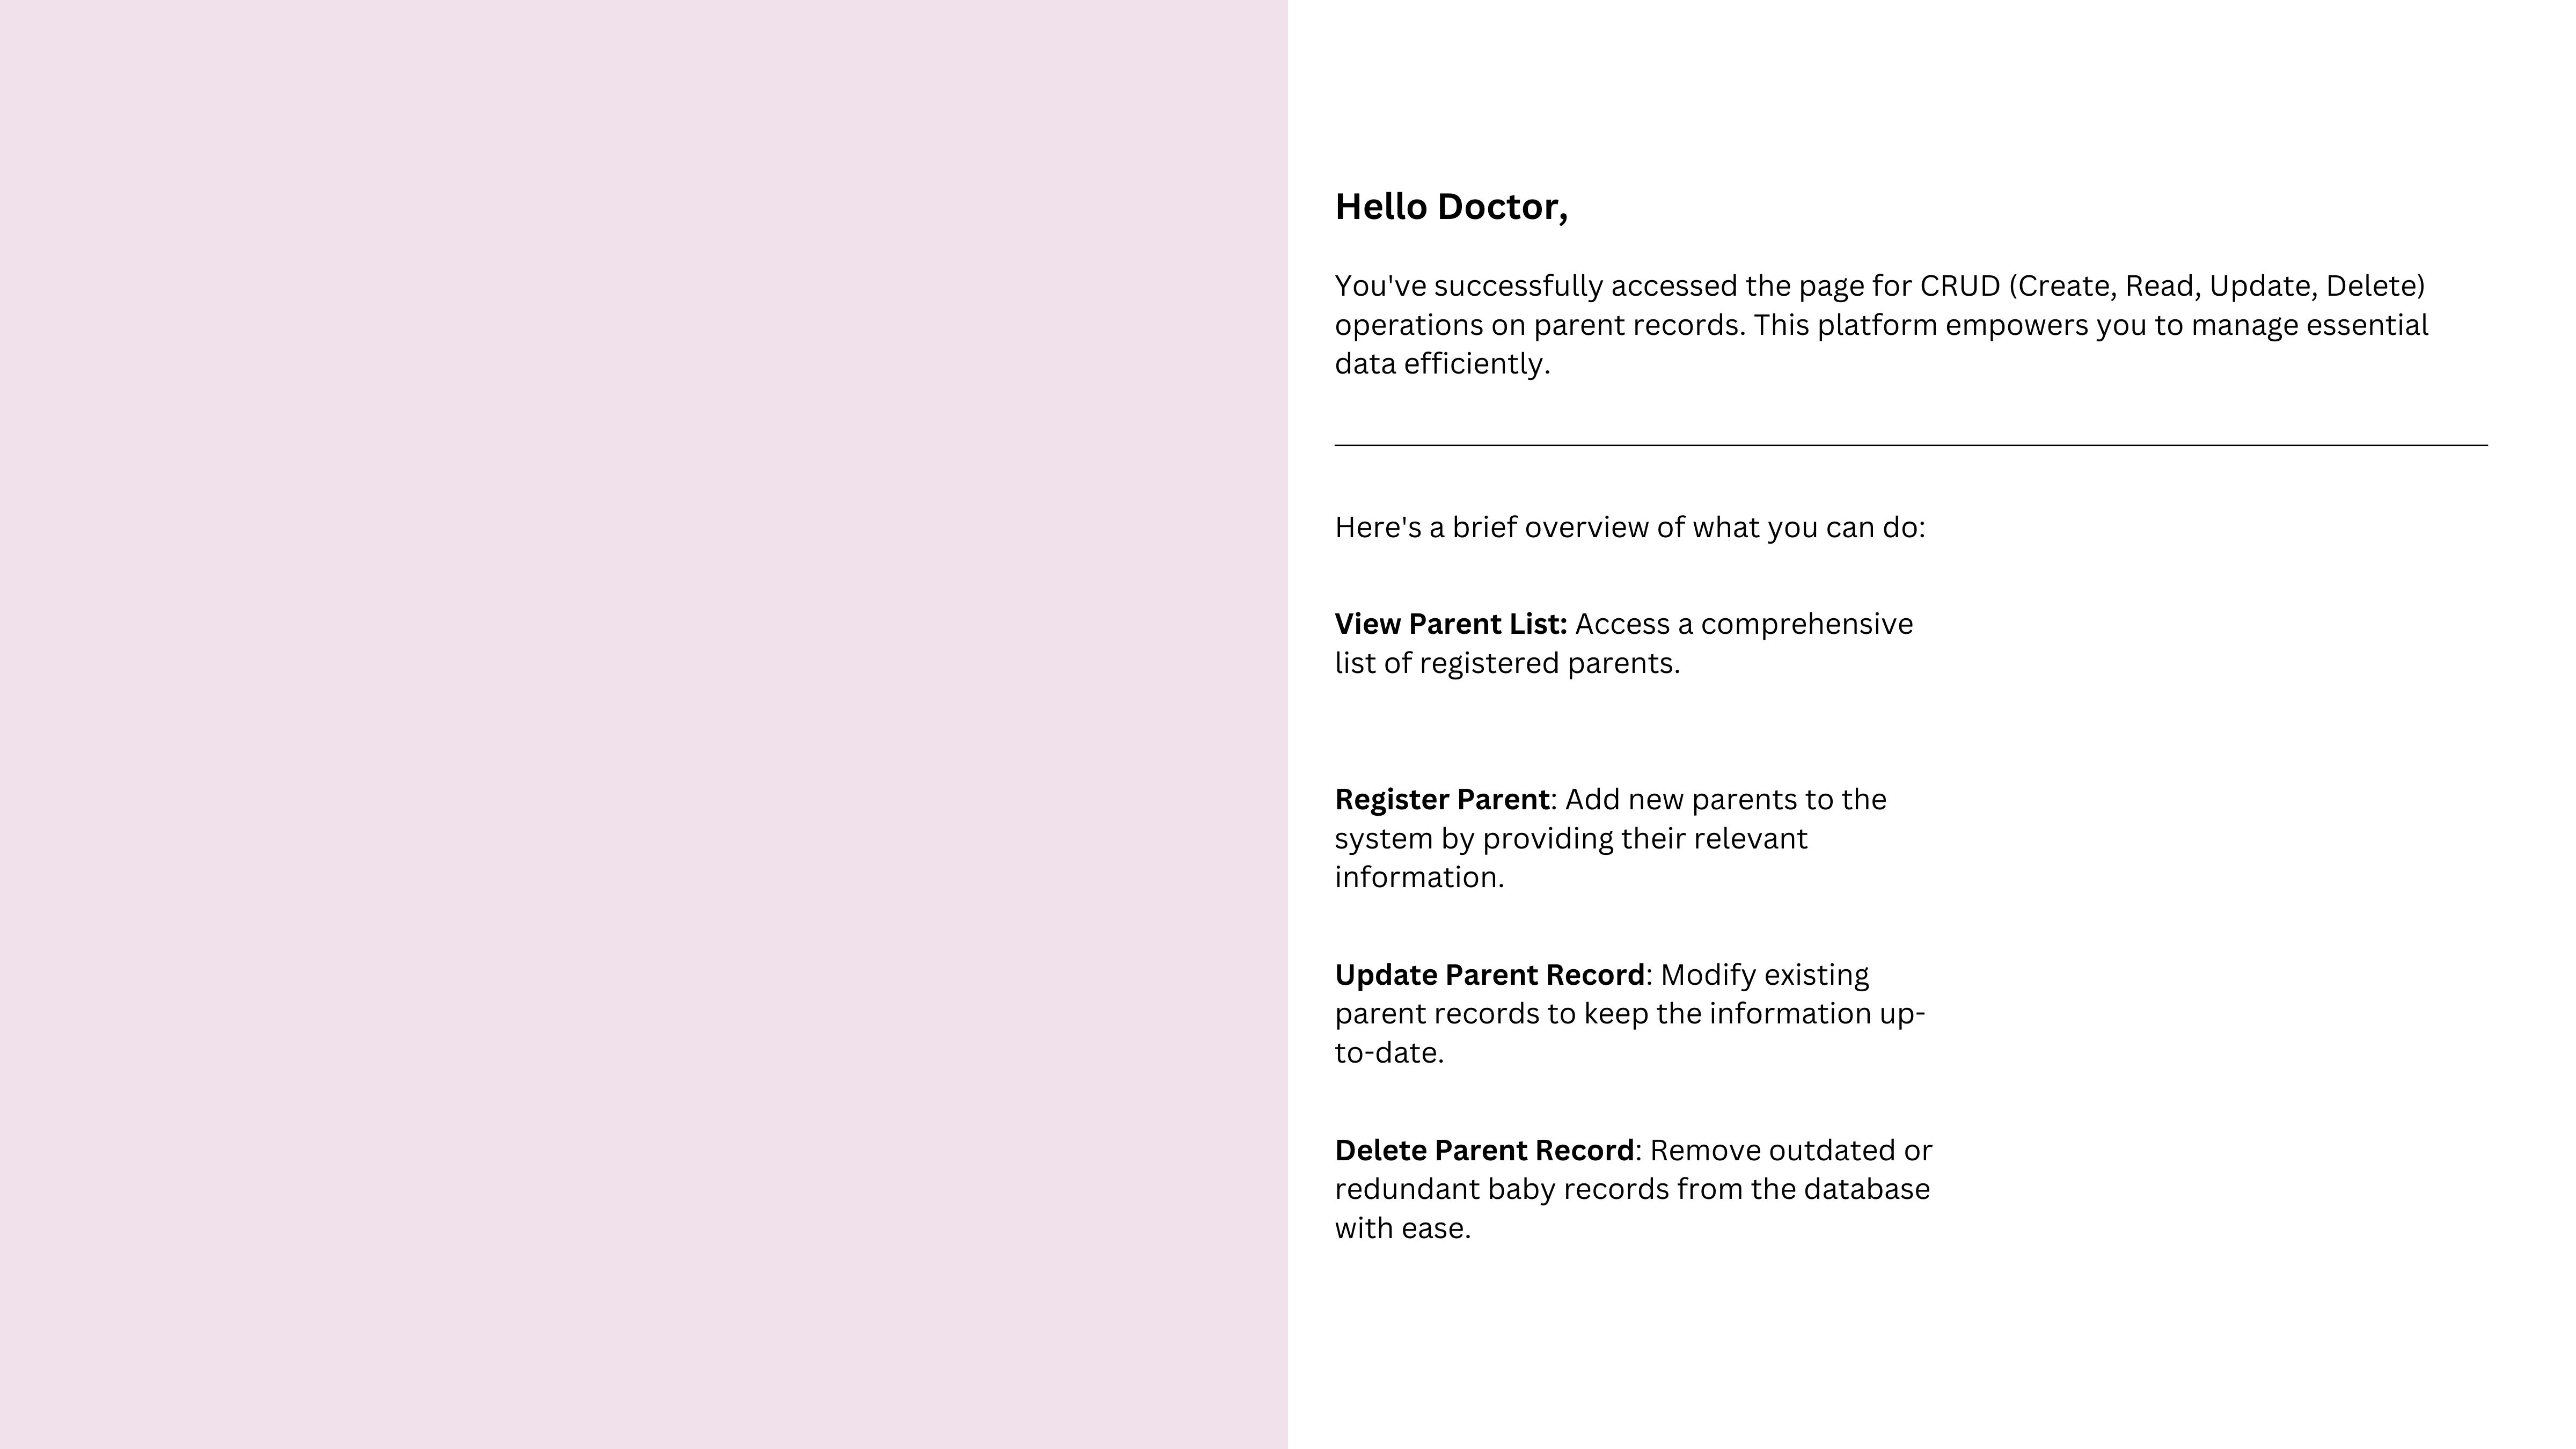 Hello Doctor,
You've successfully accessed the page for CRUD (Create, Read, Update, Delete)
operations on parent records. This platform empowers you to manage essential
data efficiently.
Here's a brief overview of what you can do:
View Parent List: Access a comprehensive
list of registered parents.
Register Parent: Add new parents to the
system by providing their relevant
information.
Update Parent Record: Modify existing
parent records to keep the information up-
to-date.
Delete Parent Record: Remove outdated or
redundant baby records from the database
with ease.